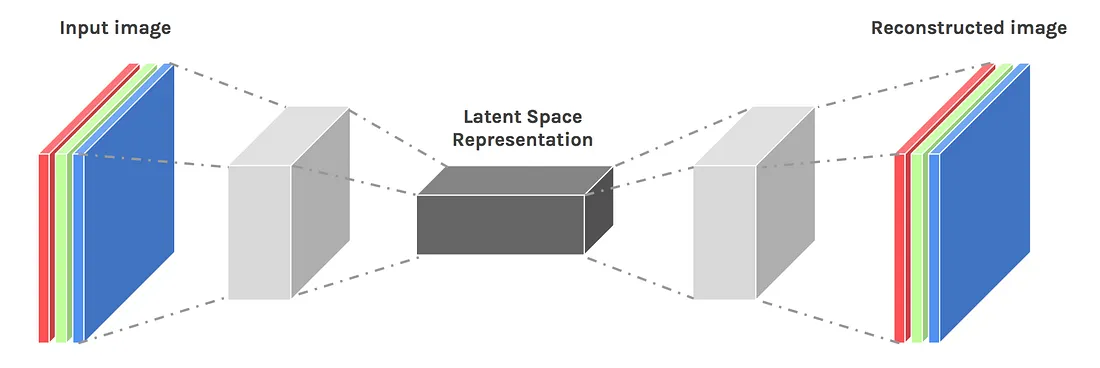 Input image
Reconstructed image
Latent Space
Representation